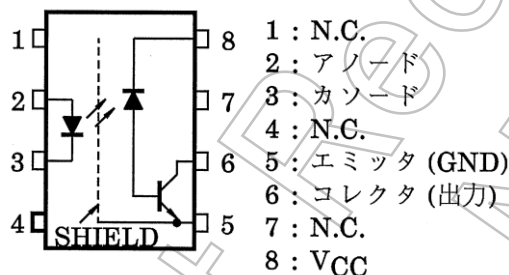 1
2
3
4
8
7
6
5
SHIELD
1 : N.C.
2 : アノード
3 : カソード
4 : N.C.
5 : エミッタ (GND)
6 : コレクタ (出力)
7 : N.C.
8 : VCC